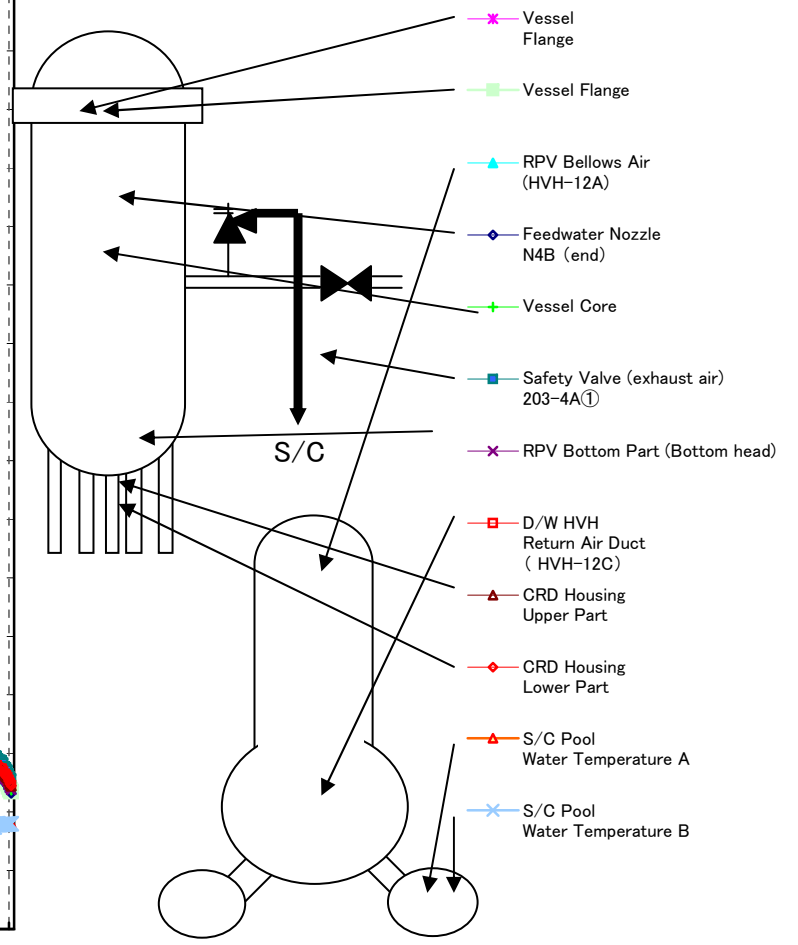 Vessel
Flange
Vessel Flange
RPV Bellows Air
(HVH-12A)
Feedwater Nozzle
N4B (end)
Vessel Core
Safety Valve (exhaust air)
203-4A①
S/C
RPV Bottom Part (Bottom head)
D/W HVH
Return Air Duct
( HVH-12C)
CRD Housing
Upper Part
CRD Housing
Lower Part
S/C Pool
Water Temperature A
S/C Pool
Water Temperature B